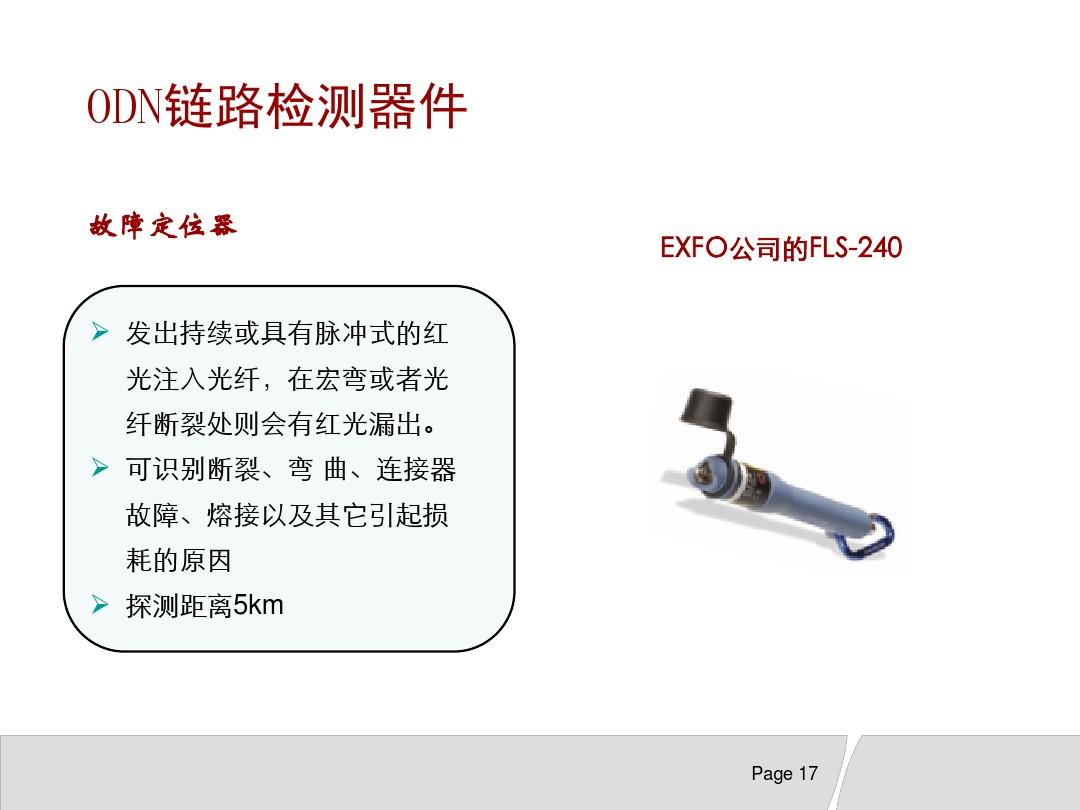 ODN链路检测器件
故障定位器
EXFO公司的FLS-240
发出持续或具有脉冲式的红
光注入光纤，在宏弯或者光
纤断裂处则会有红光漏出。
可识别断裂、弯 曲、连接器
故障、熔接以及其它引起损
耗的原因
探测距离5km
Page 17